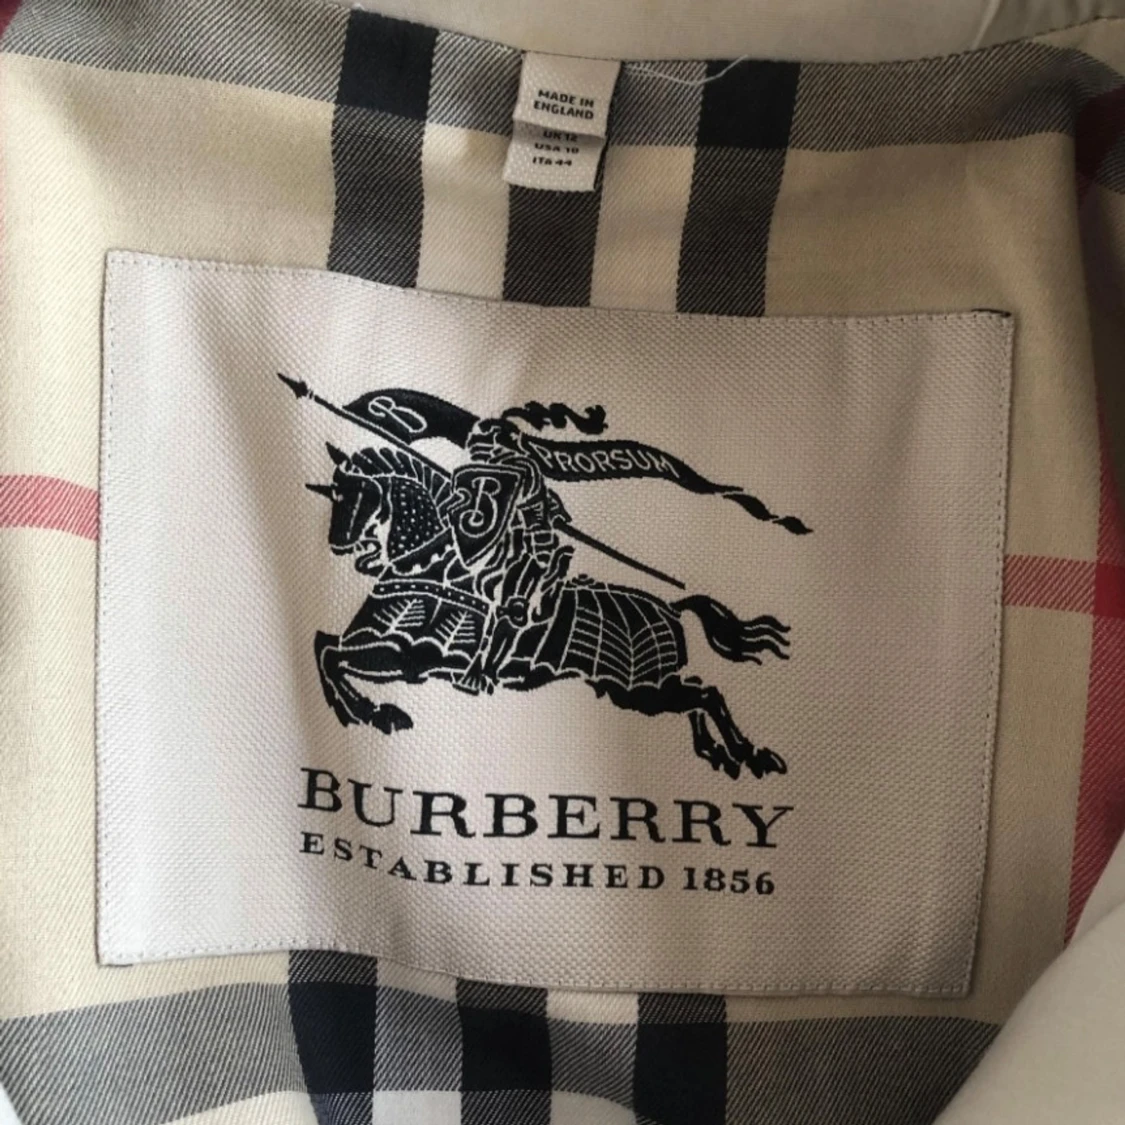 MADE IN
ENGLAND
UK 12
USA 10
ITA 44
B
PRORSUM
B
BURBERRY
ESTABLISHED 1856